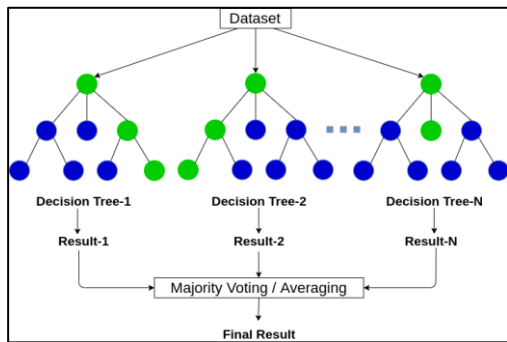 Dataset
Decision Tree-1
Decision Tree-2
Decision Tree-N
Result-1
Result-2
Result-N
Majority Voting / Averaging
Final Result